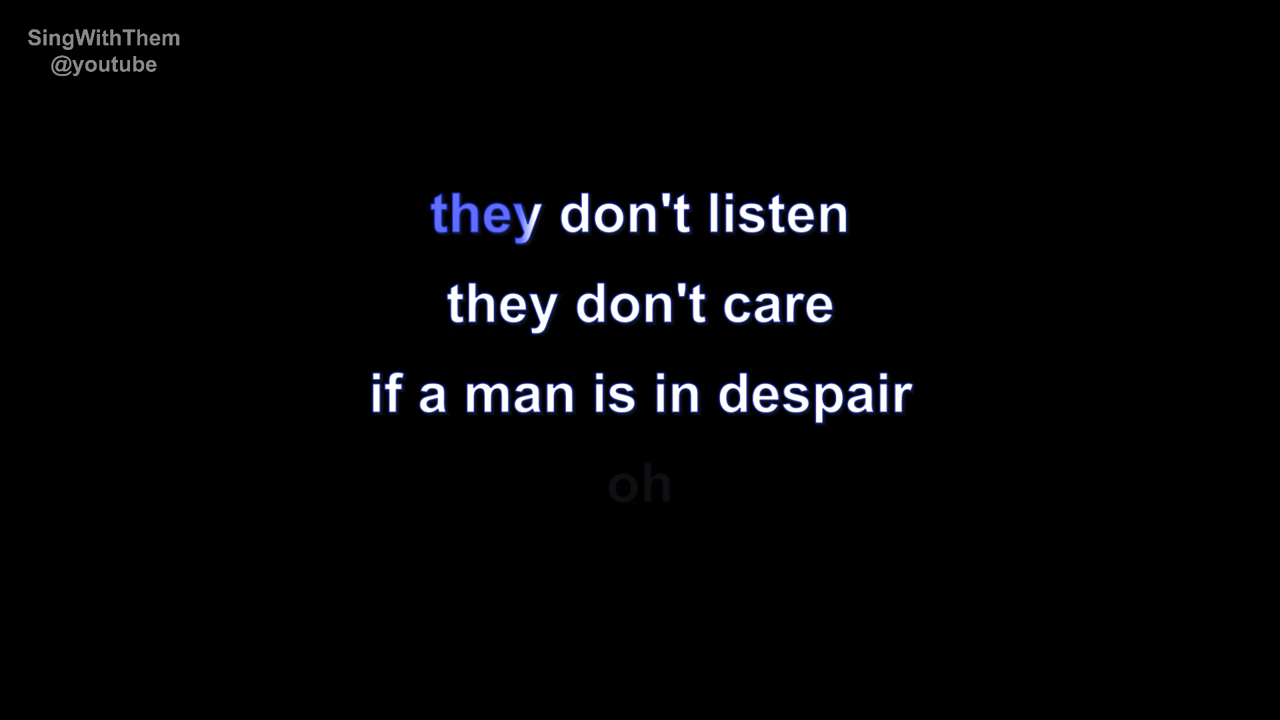 SingWithThem
@youtube
they don't listen
they don't care
if a man is in despair
oh